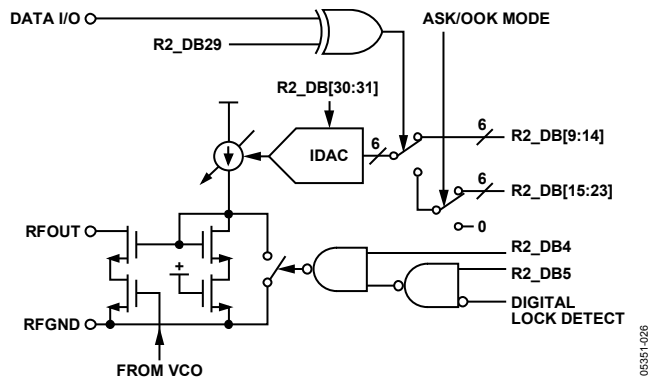 DATA I/O
ASK/OOK MODE
R2_DB29
R2_DB[30:31]
6
IDAC
6
R2_DB[9:14]
6
R2_DB[15:23]
0
RFOUT
+
R2_DB4
R2_DB5
DIGITAL
LOCK DETECT
RFGND
FROM VCO
05351-026